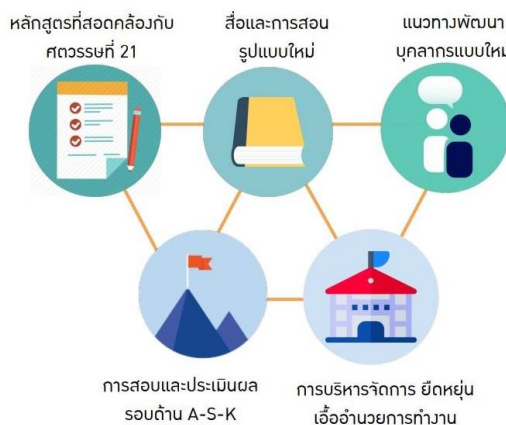 หลักสูตรที่สอดคล้องกับ
ศตวรรษที่ 21
สื่อและการสอน
รูปแบบใหม่
แนวทางพัฒนา
บุคลากรแบบใหม่
การสอบและประเมินผล
รอบด้าน A-S-K
การบริหารจัดการ ยืดหยุ่น
เอื้ออำนวยการทำงาน